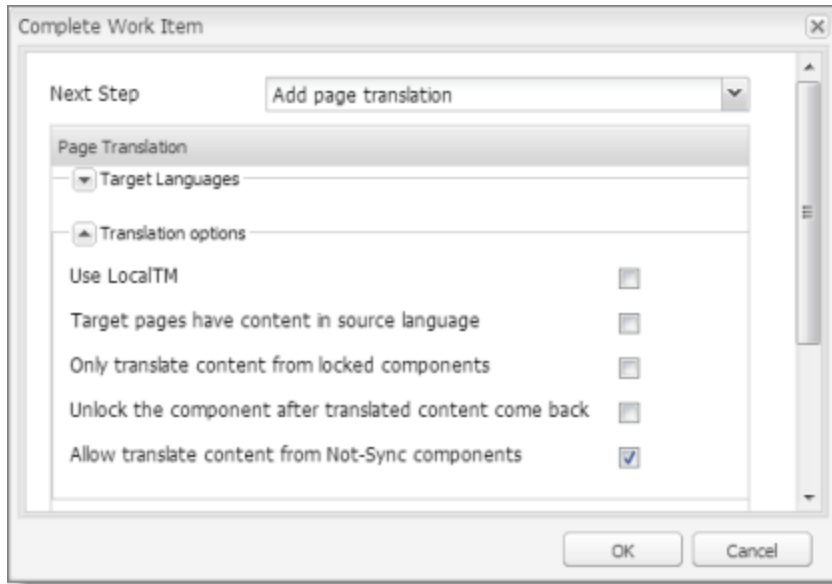 Complete Work Item
Next Step Add page translation
Page Translation
Target Languages
Translation options
Use LocalTM
Target pages have content in source language
Only translate content from locked components
Unlock the component after translated content come back
Allow translate content from Not-Sync components
OK Cancel